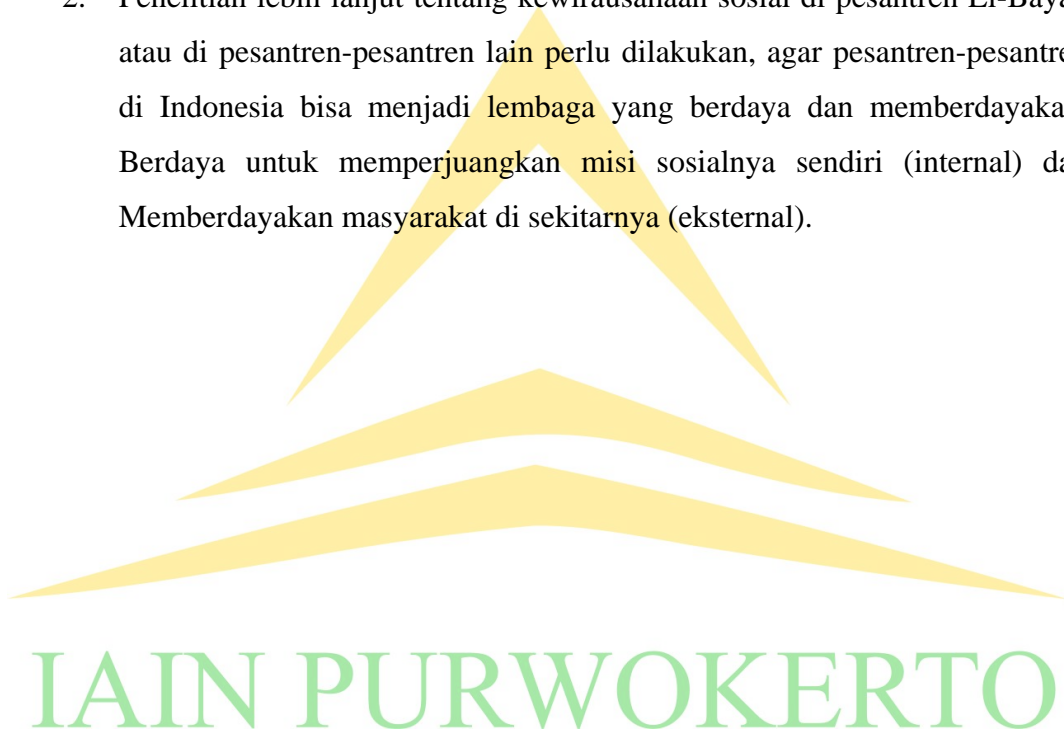 2. Penelitian lebih lanjut tentang kewirausahaan sosial di pesantren El-Baya
atau di pesantren-pesantren lain perlu dilakukan, agar pesantren-pesantre
di Indonesia bisa menjadi lembaga yang berdaya dan memberdayaka
Berdaya untuk memperjuangkan misi sosialnya sendiri (internal) da
Memberdayakan masyarakat di sekitarnya (eksternal).
IAIN PURWOKERTO